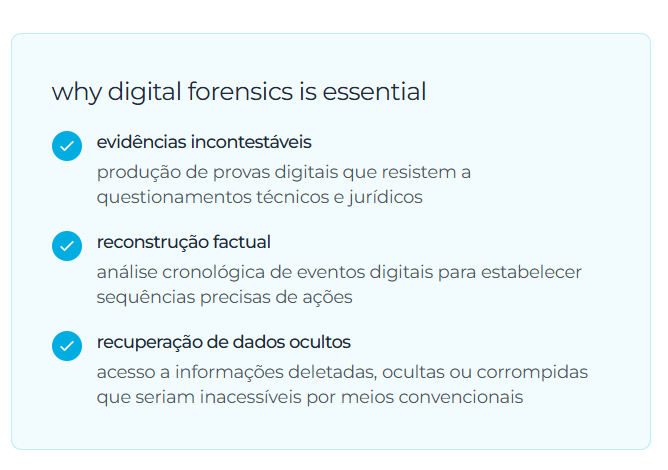 why digital forensics is essential
evidências incontestáveis
produção de provas digitais que resistem a
questionamentos técnicos e jurídicos
reconstrução factual
análise cronológica de eventos digitais para estabelecer
sequências precisas de ações
recuperação de dados ocultos
acesso a informações deletadas, ocultas ou corrompidas
que seriam inacessíveis por meios convencionais